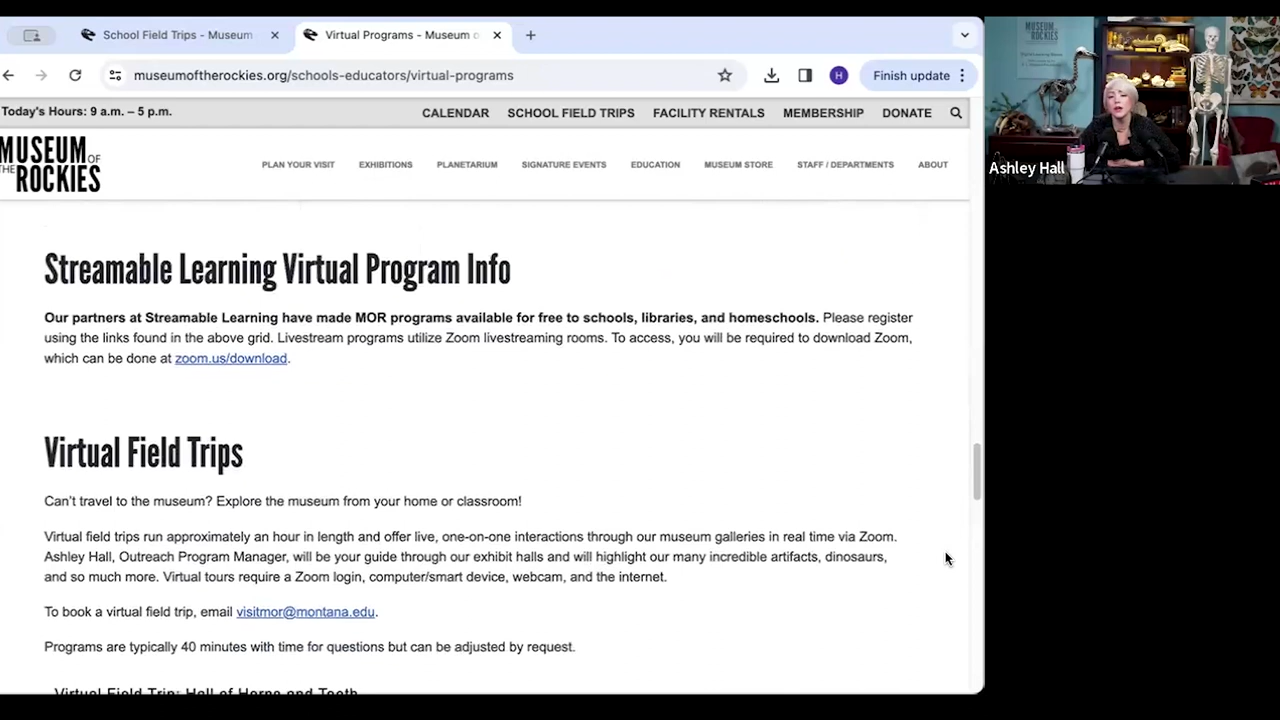 School Field Trips - Museum
Virtual Programs - Museum o
museumoftherockies.org/schools-educators/virtual-programs
H
Finish update
Today's Hours: 9 a.m. – 5 p.m.
CALENDAR SCHOOL FIELD TRIPS FACILITY RENTALS MEMBERSHIP DONATE
MUSEUM OF
THE ROCKIES
PLAN YOUR VISIT EXHIBITIONS PLANETARIUM SIGNATURE EVENTS EDUCATION MUSEUM STORE STAFF / DEPARTMENTS ABOUT
Streamable Learning Virtual Program Info
Our partners at Streamable Learning have made MOR programs available for free to schools, libraries, and homeschools. Please register
using the links found in the above grid. Livestream programs utilize Zoom livestreaming rooms. To access, you will be required to download Zoom,
which can be done at zoom.us/download.
Virtual Field Trips
Can't travel to the museum? Explore the museum from your home or classroom!
Virtual field trips run approximately an hour in length and offer live, one-on-one interactions through our museum galleries in real time via Zoom.
Ashley Hall, Outreach Program Manager, will be your guide through our exhibit halls and will highlight our many incredible artifacts, dinosaurs,
and so much more. Virtual tours require a Zoom login, computer/smart device, webcam, and the internet.
To book a virtual field trip, email visitmor@montana.edu.
Programs are typically 40 minutes with time for questions but can be adjusted by request.
Virtual Field Trip: Hall of Horns and Teeth
MUSEUM OF
THE ROCKIES
Ashley Hall